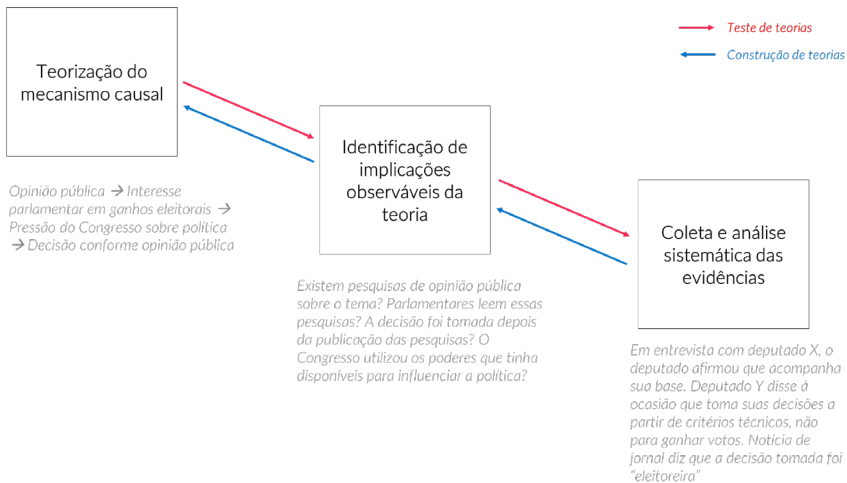 Teste de teorias
Construção de teorias
Teorização do
mecanismo causal
Opinião pública → Interesse
parlamentar em ganhos eleitorais →
Pressão do Congresso sobre política
→ Decisão conforme opinião pública
Identificação de
implicações
observáveis da
teoria
Existem pesquisas de opinião pública
sobre o tema? Parlamentares leem essas
pesquisas? A decisão foi tomada depois
da publicação das pesquisas? O
Congresso utilizou os poderes que tinha
disponíveis para influenciar a política?
Coleta e análise
sistemática das
evidências
Em entrevista com deputado X, o
deputado afirmou que acompanha
sua base. Deputado Y disse à
ocasião que toma suas decisões a
partir de critérios técnicos, não
para ganhar votos. Notícia de
jornal diz que a decisão tomada foi
“eleitoreira”